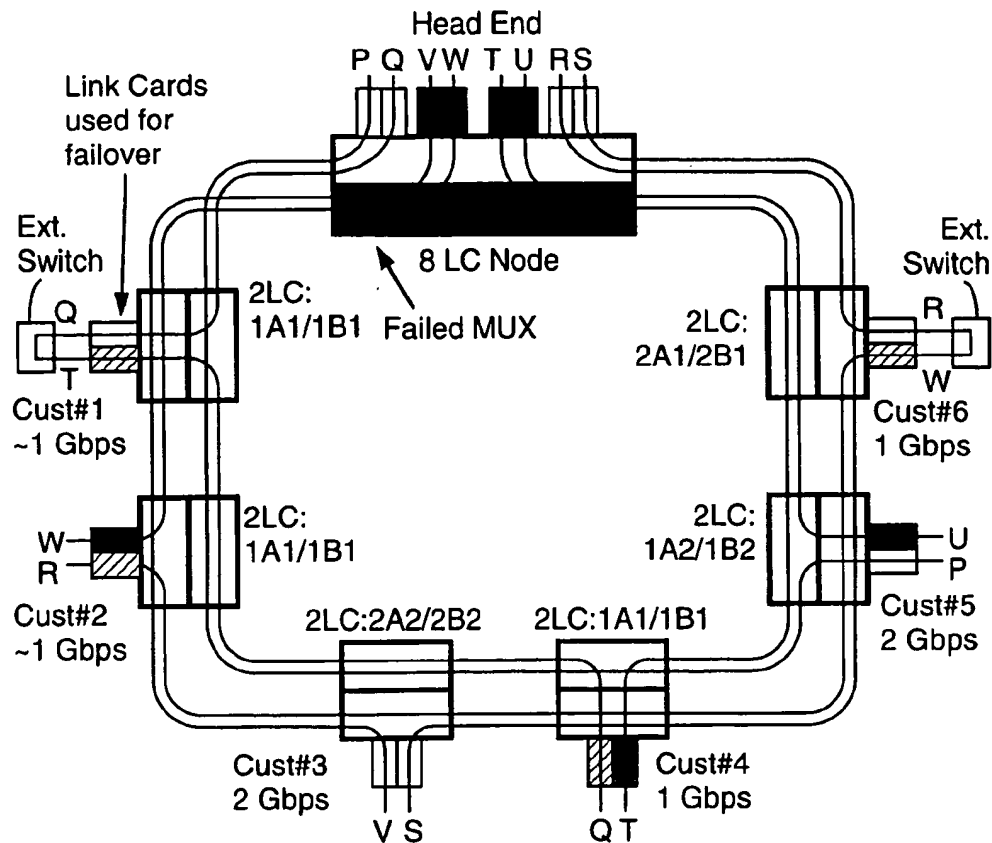 Head End
P Q V W T U R S
Link Cards
used for
failover
Ext.
Switch
8 LC Node
Failed MUX
Ext.
Switch
Q
T
2LC:
1A1/1B1
Cust#1
~1 Gbps
2LC:
2A1/2B1
R
W
Cust#6
1 Gbps
W
R
2LC:
1A1/1B1
Cust#2
~1 Gbps
2LC:
1A2/1B2
U
P
Cust#5
2 Gbps
2LC:2A2/2B2
2LC:1A1/1B1
Cust#3
2 Gbps
V S
Cust#4
1 Gbps
Q T